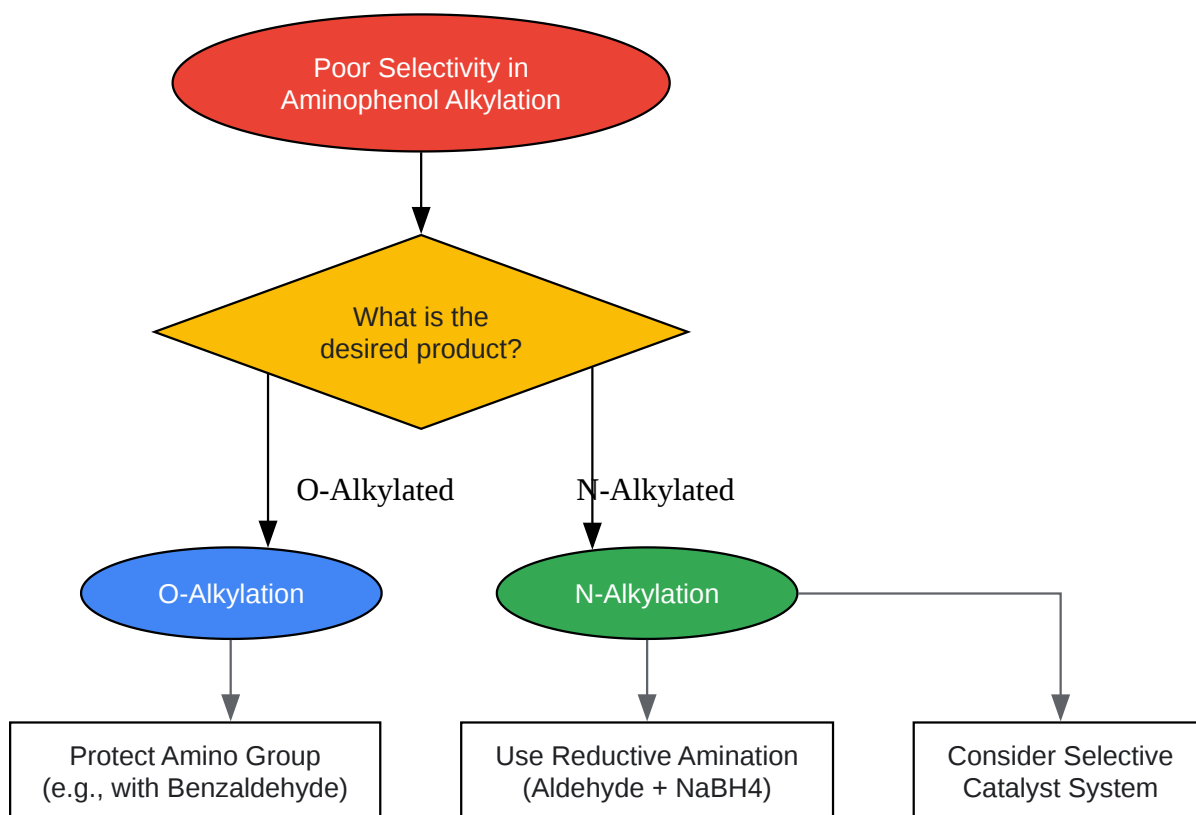 Poor Selectivity in
Aminophenol Alkylation
What is the
desired product?
O-Alkylated
N-Alkylated
O-Alkylation
N-Alkylation
Protect Amino Group
(e.g., with Benzaldehyde)
Use Reductive Amination
(Aldehyde + NaBH4)
Consider Selective
Catalyst System